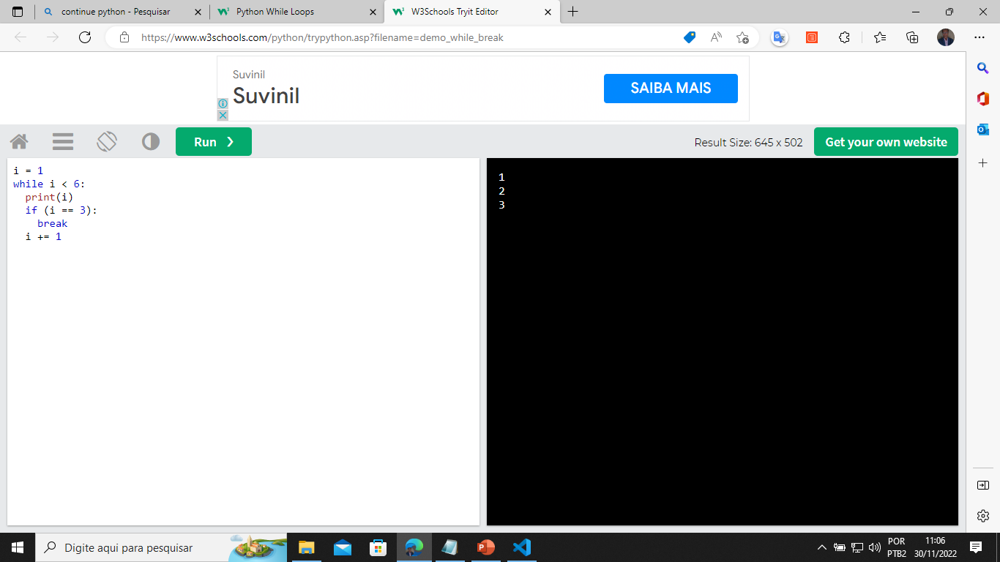 continue python - Pesquisar
Python While Loops
W3Schools Tryit Editor
https://www.w3schools.com/python/trypython.asp?filename=demo_while_break
Suvinil
Suvinil
SAIBA MAIS
Run ❯
Result Size: 645 x 502
Get your own website
i = 1
while i < 6:
  print(i)
  if (i == 3):
    break
  i += 1
1
2
3
Digite aqui para pesquisar
POR
PTB2
11:06
30/11/2022